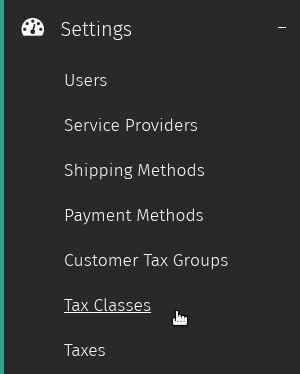 Settings
Users
Service Providers
Shipping Methods
Payment Methods
Customer Tax Groups
Tax Classes
Taxes